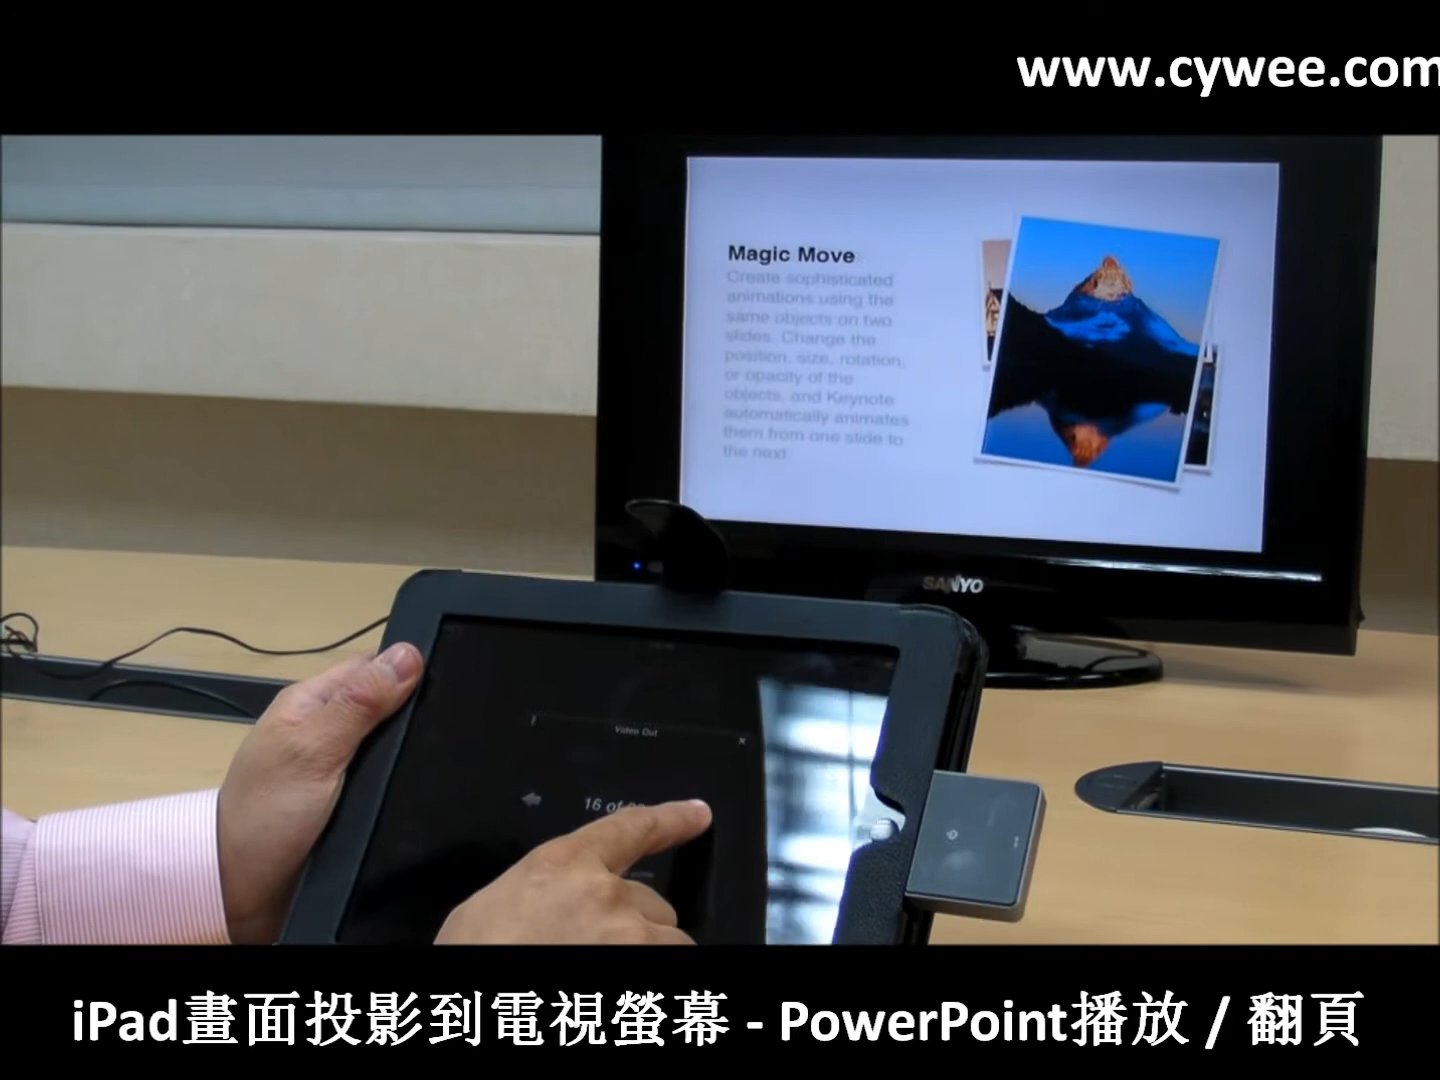 www.cywee.com
Magic Move
Create sophisticated
animations using the
same objects on two
slides. Change the
position, size, rotation,
or opacity of the
objects, and Keynote
automatically animates
them from one slide to
the next
SANYO
Video Out
16 of
iPad畫面投影到電視螢幕 - PowerPoint播放 / 翻頁